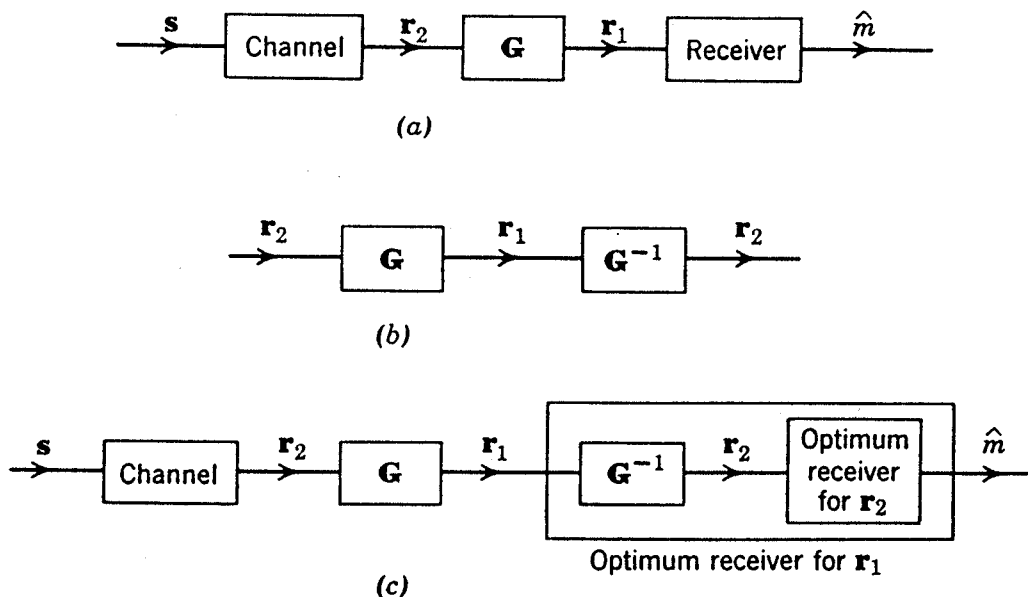 s Channel r₂ G r₁ Receiver m̂
(a)
r₂ G r₁ G⁻¹ r₂
(b)
s Channel r₂ G r₁ G⁻¹ r₂ Optimum receiver for r₂ m̂
Optimum receiver for r₁
(c)